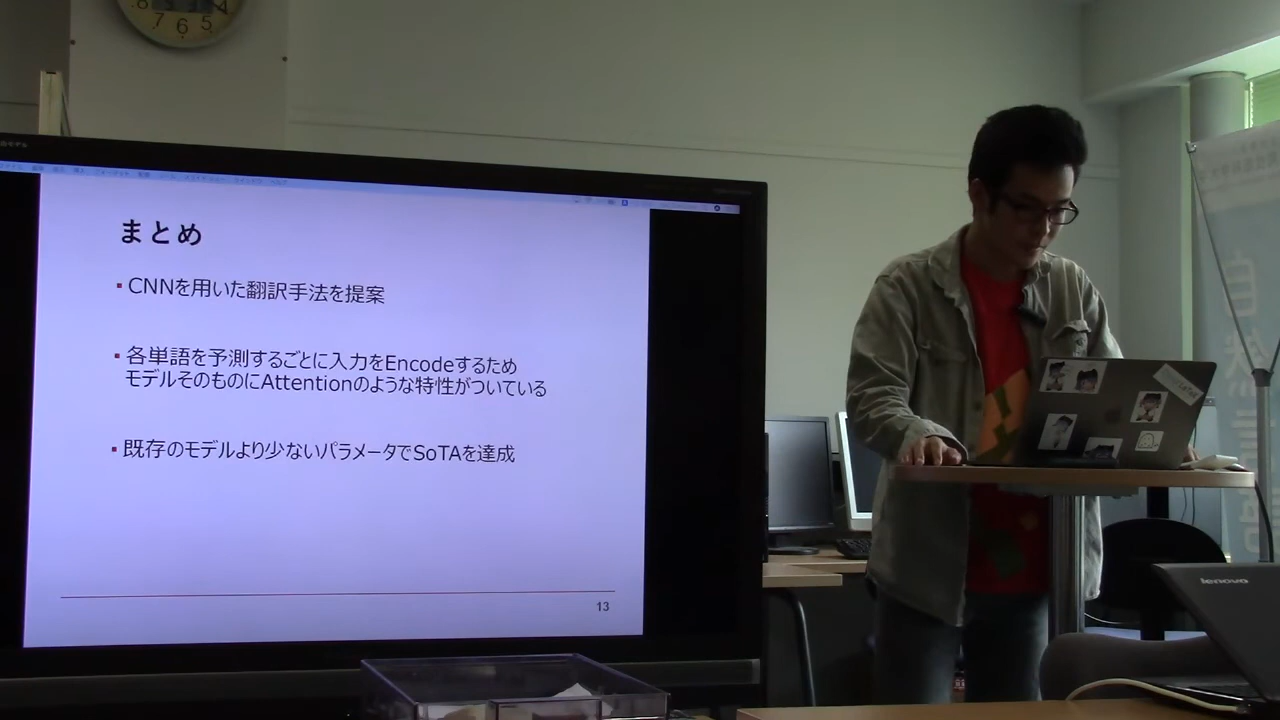 8
4
7
6
5
まとめ
▪CNNを用いた翻訳手法を提案
▪各単語を予測するごとに入力をEncodeするため
モデルそのものにAttentionのような特性がついている
▪既存のモデルより少ないパラメータでSoTAを達成
13
lenovo